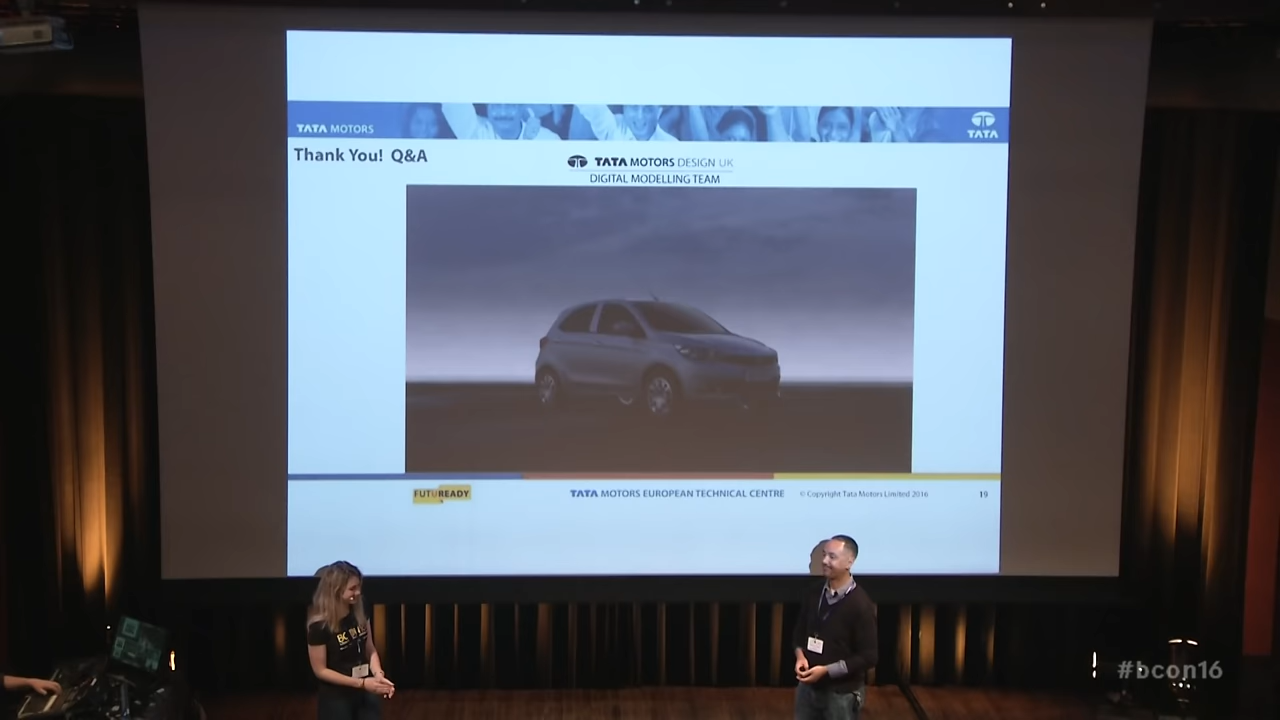 TATA MOTORS
TATA
Thank You! Q&A
TATA MOTORS DESIGN UK
DIGITAL MODELLING TEAM
FUTUREADY
TATA MOTORS EUROPEAN TECHNICAL CENTRE
© Copyright Tata Motors Limited 2016
19
#bcon16